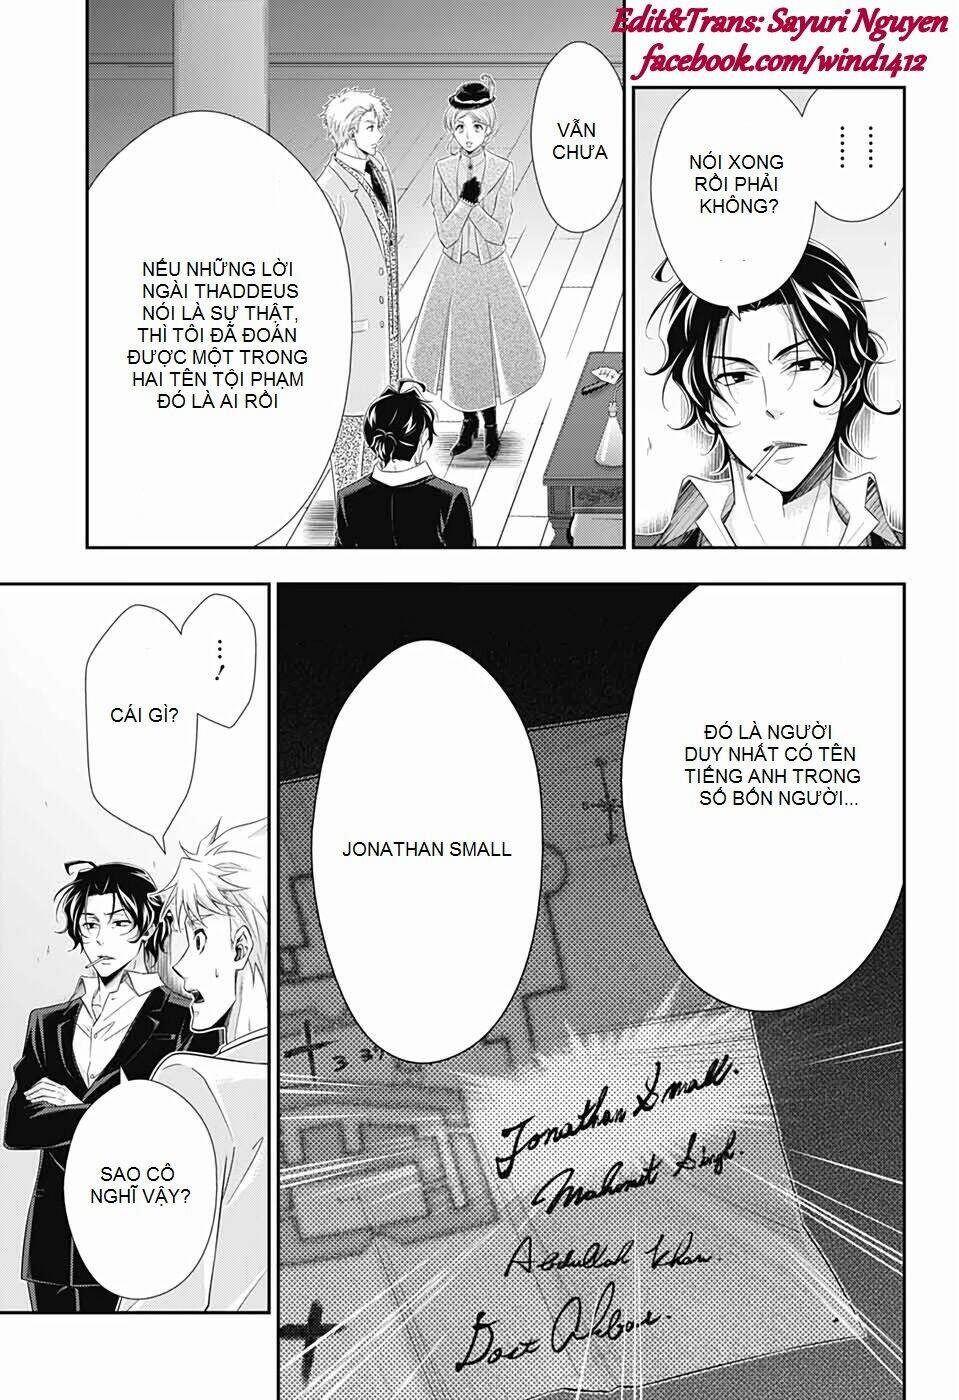 Edit&Trans: Sayuri Nguyen
facebook.com/wind1412
......
NÓI XONG
RỒI PHẢI
KHÔNG?
VẪN
CHƯA
NẾU NHỮNG LỜI
NGÀI THADDEUS
NÓI LÀ SỰ THẬT,
THÌ TÔI ĐÃ ĐOÁN
ĐƯỢC MỘT TRONG
HAI TÊN TỘI PHẠM
ĐÓ LÀ AI RỒI
ĐÓ LÀ NGƯỜI
DUY NHẤT CÓ TÊN
TIẾNG ANH TRONG
SỐ BỐN NGƯỜI...
JONATHAN SMALL
3 37
Jonathan Small.
Mahomet Singh.
Abdullah Khan.
Dost Akbar.
...!
CÁI GÌ?
SAO CÔ
NGHĨ VẬY?